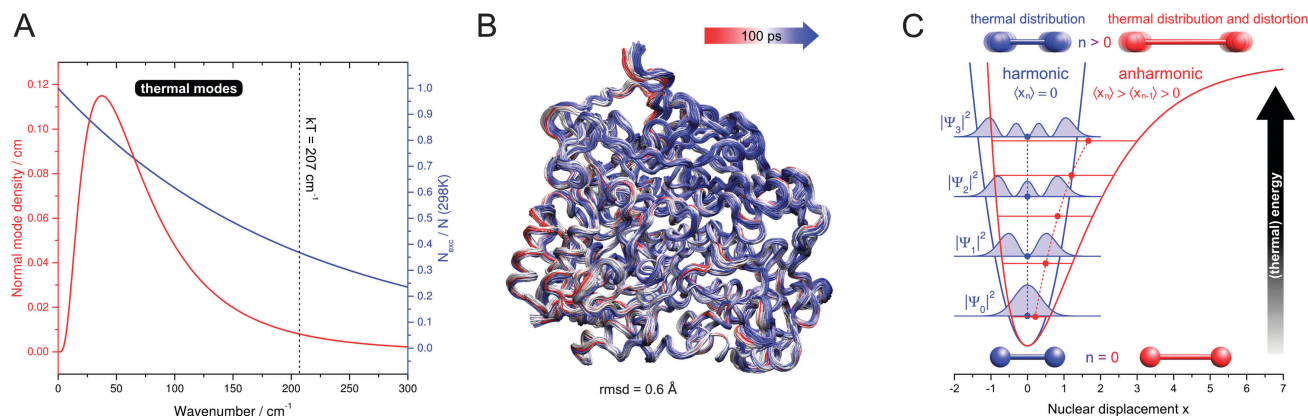 A
thermal modes
kT = 207 cm⁻¹
Normal mode density / cm
0.12
0.10
0.08
0.06
0.04
0.02
0.00
1.0
0.9
0.8
0.7
0.6
0.5
0.4
0.3
0.2
0.1
0.0
N_exc / N (298K)
0 50 100 150 200 250 300
Wavenumber / cm⁻¹
B
100 ps
rmsd = 0.6 Å
C
thermal distribution
thermal distribution and distortion
n > 0
harmonic
⟨x_n⟩ = 0
anharmonic
⟨x_n⟩ > ⟨x_n-1⟩ > 0
|Ψ₃|²
|Ψ₂|²
|Ψ₁|²
|Ψ₀|²
(thermal) energy
n = 0
-2 -1 0 1 2 3 4 5 6 7
Nuclear displacement x